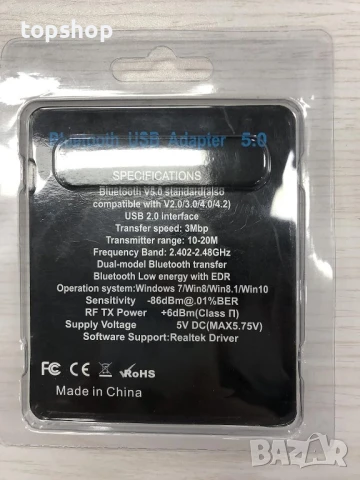 topshop
Bluetooth USB Adapter 5.0
SPECIFICATIONS
Bluetooth V5.0 standard(also
compatible with V2.0/3.0/4.0/4.2)
USB 2.0 interface
Transfer speed: 3Mbp
Transmitter range: 10-20M
Frequency Band: 2.402-2.48GHz
Dual-model Bluetooth transfer
Bluetooth Low energy with EDR
Operation system:Windows 7/Win8/Win8.1/Win10
Sensitivity -86dBm@.01%BER
RF TX Power +6dBm(Class П)
Supply Voltage 5V DC(MAX5.75V)
Software Support:Realtek Driver
CE FC RoHS
Made in China
BAZAR
bg